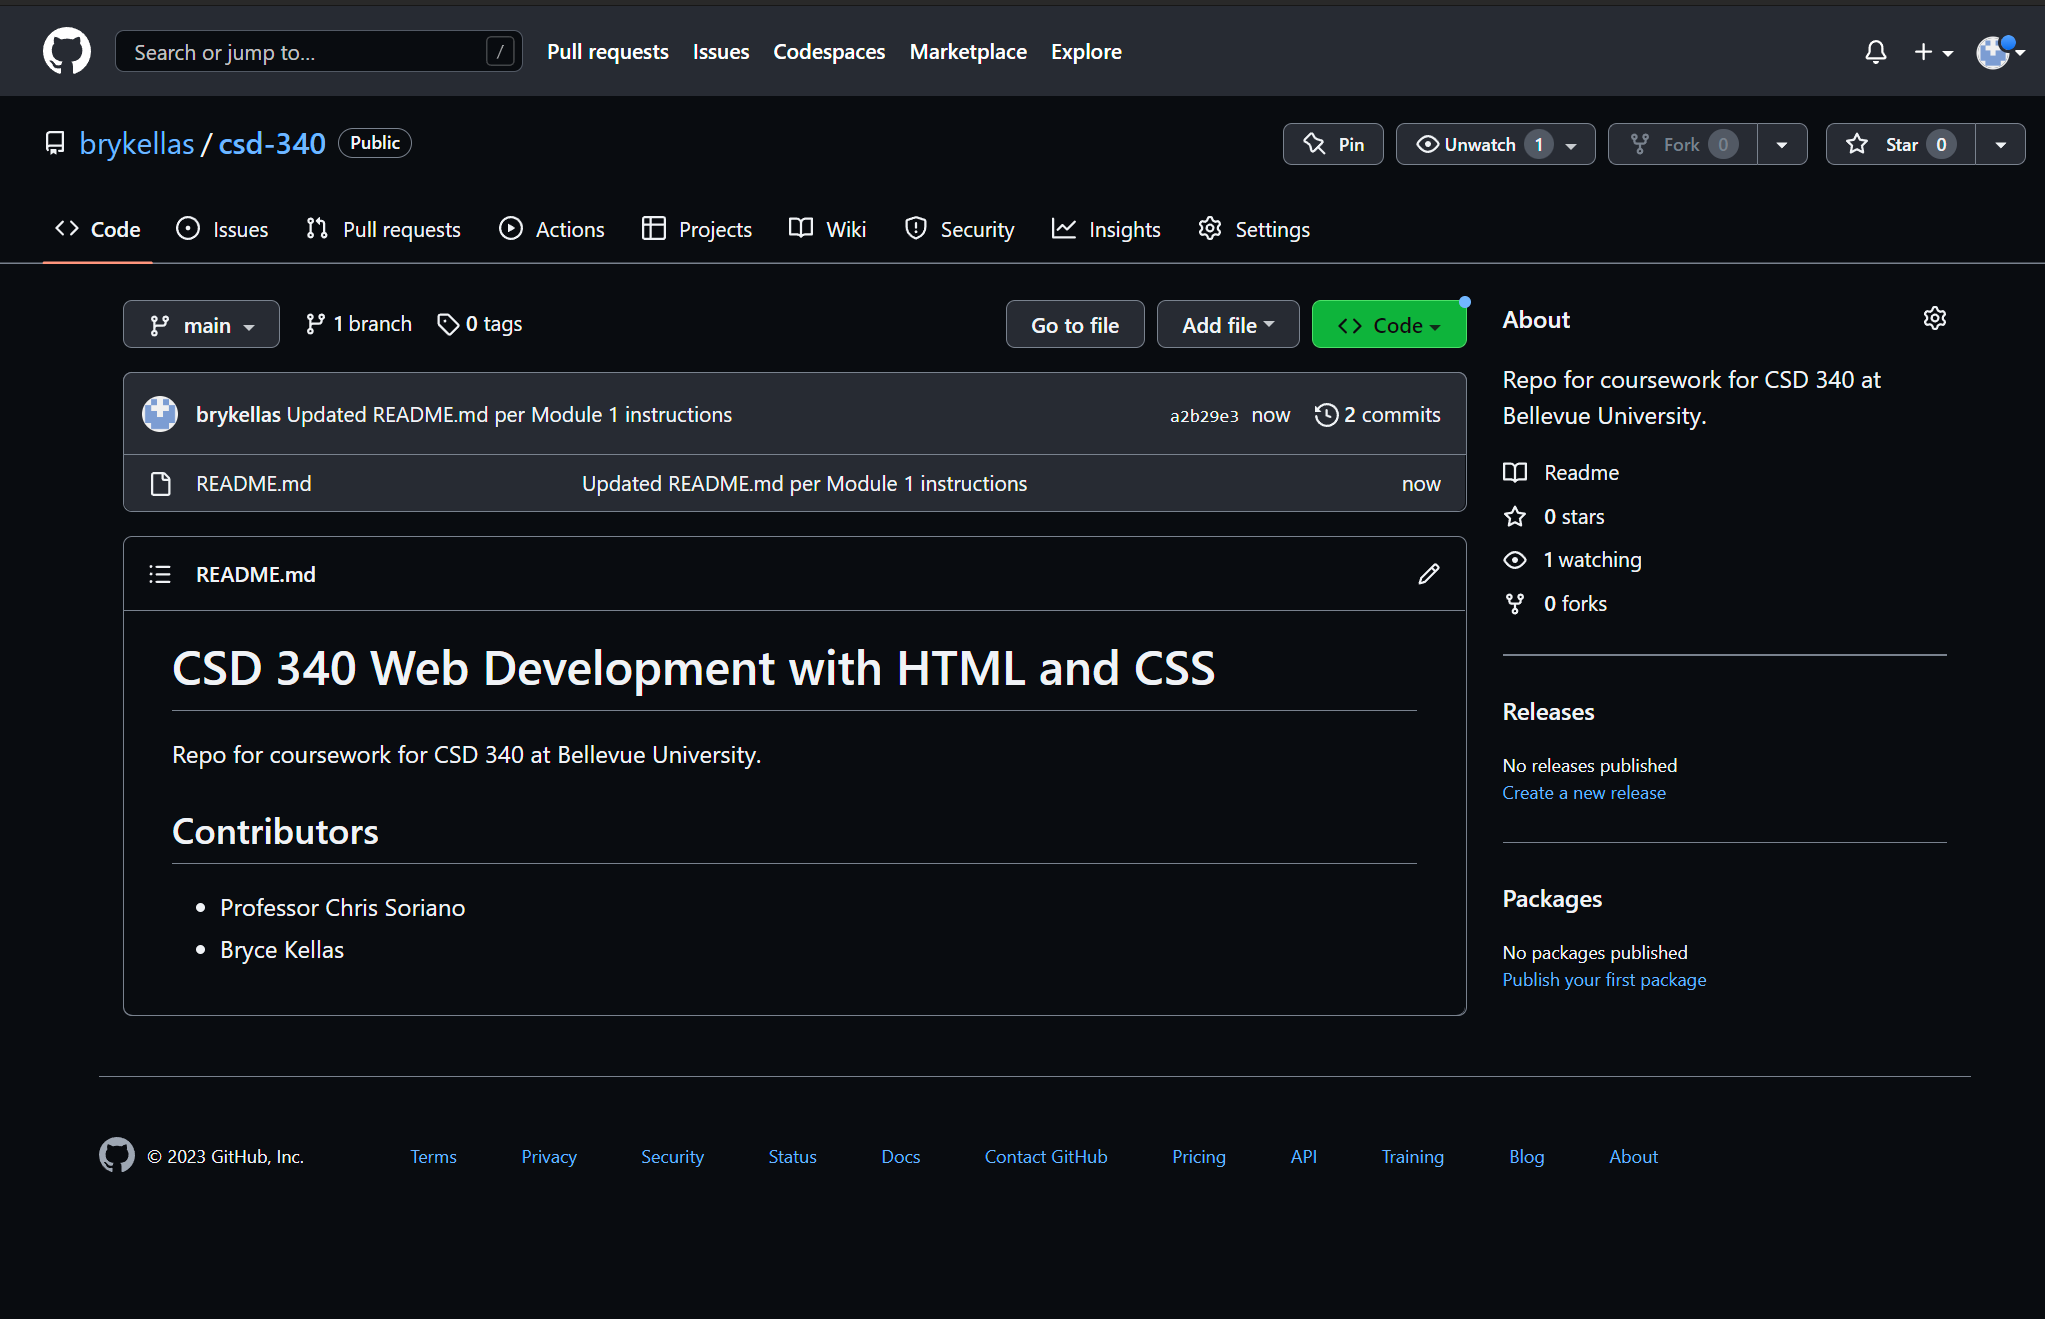 Search or jump to... /
Pull requests Issues Codespaces Marketplace Explore
brykellas / csd-340 Public
Pin Unwatch 1 Fork 0 Star 0
Code Issues Pull requests Actions Projects Wiki Security Insights Settings
main 1 branch 0 tags Go to file Add file Code
brykellas Updated README.md per Module 1 instructions a2b29e3 now 2 commits
README.md Updated README.md per Module 1 instructions now
README.md
CSD 340 Web Development with HTML and CSS
Repo for coursework for CSD 340 at Bellevue University.
Contributors
Professor Chris Soriano
Bryce Kellas
About
Repo for coursework for CSD 340 at
Bellevue University.
Readme
0 stars
1 watching
0 forks
Releases
No releases published
Create a new release
Packages
No packages published
Publish your first package
© 2023 GitHub, Inc. Terms Privacy Security Status Docs Contact GitHub Pricing API Training Blog About